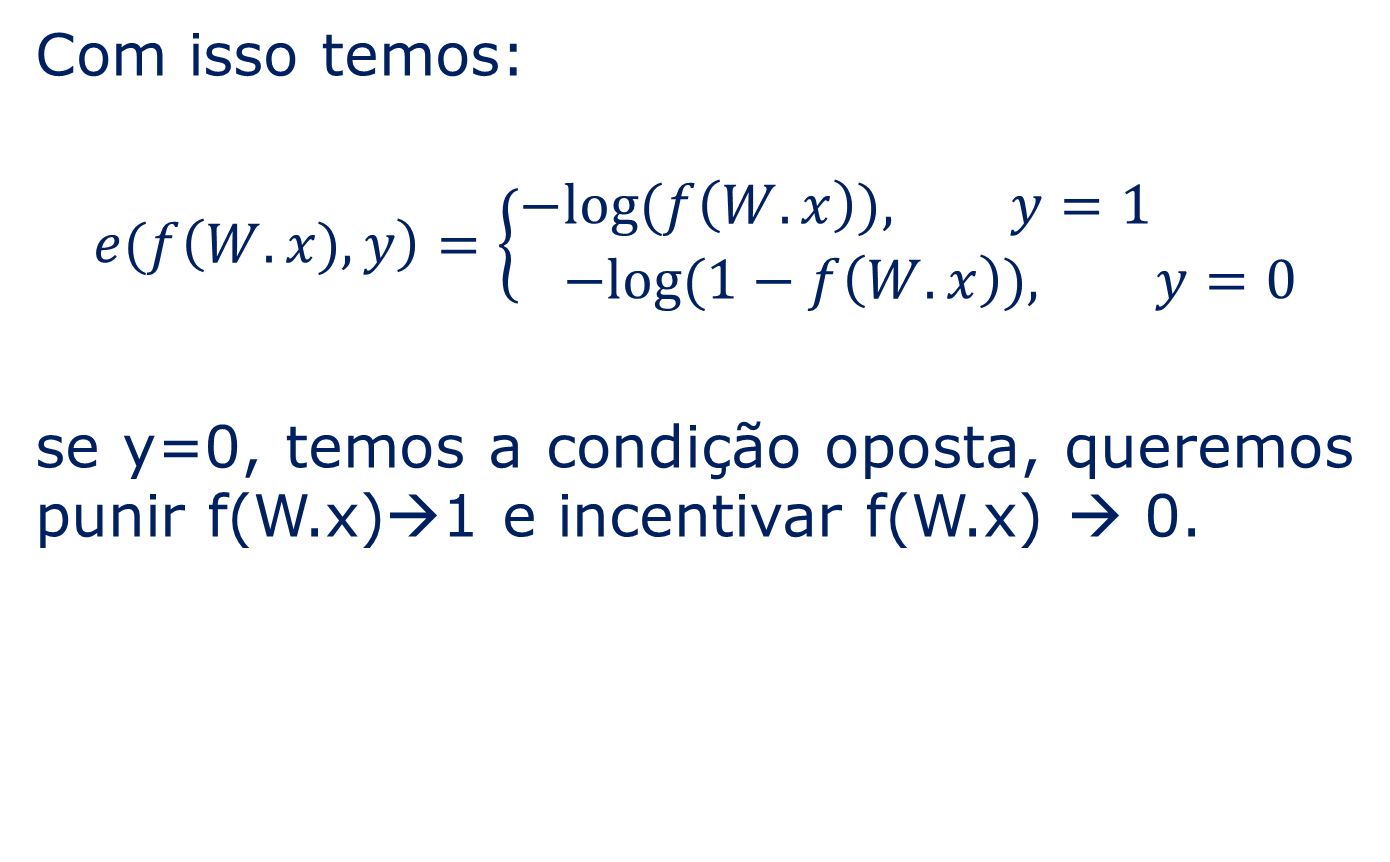 Com isso temos:
e(f(W.x),y) = {−log(f(W.x)), y = 1
−log(1 − f(W.x)), y = 0
se y=0, temos a condição oposta, queremos
punir f(W.x)→1 e incentivar f(W.x) → 0.